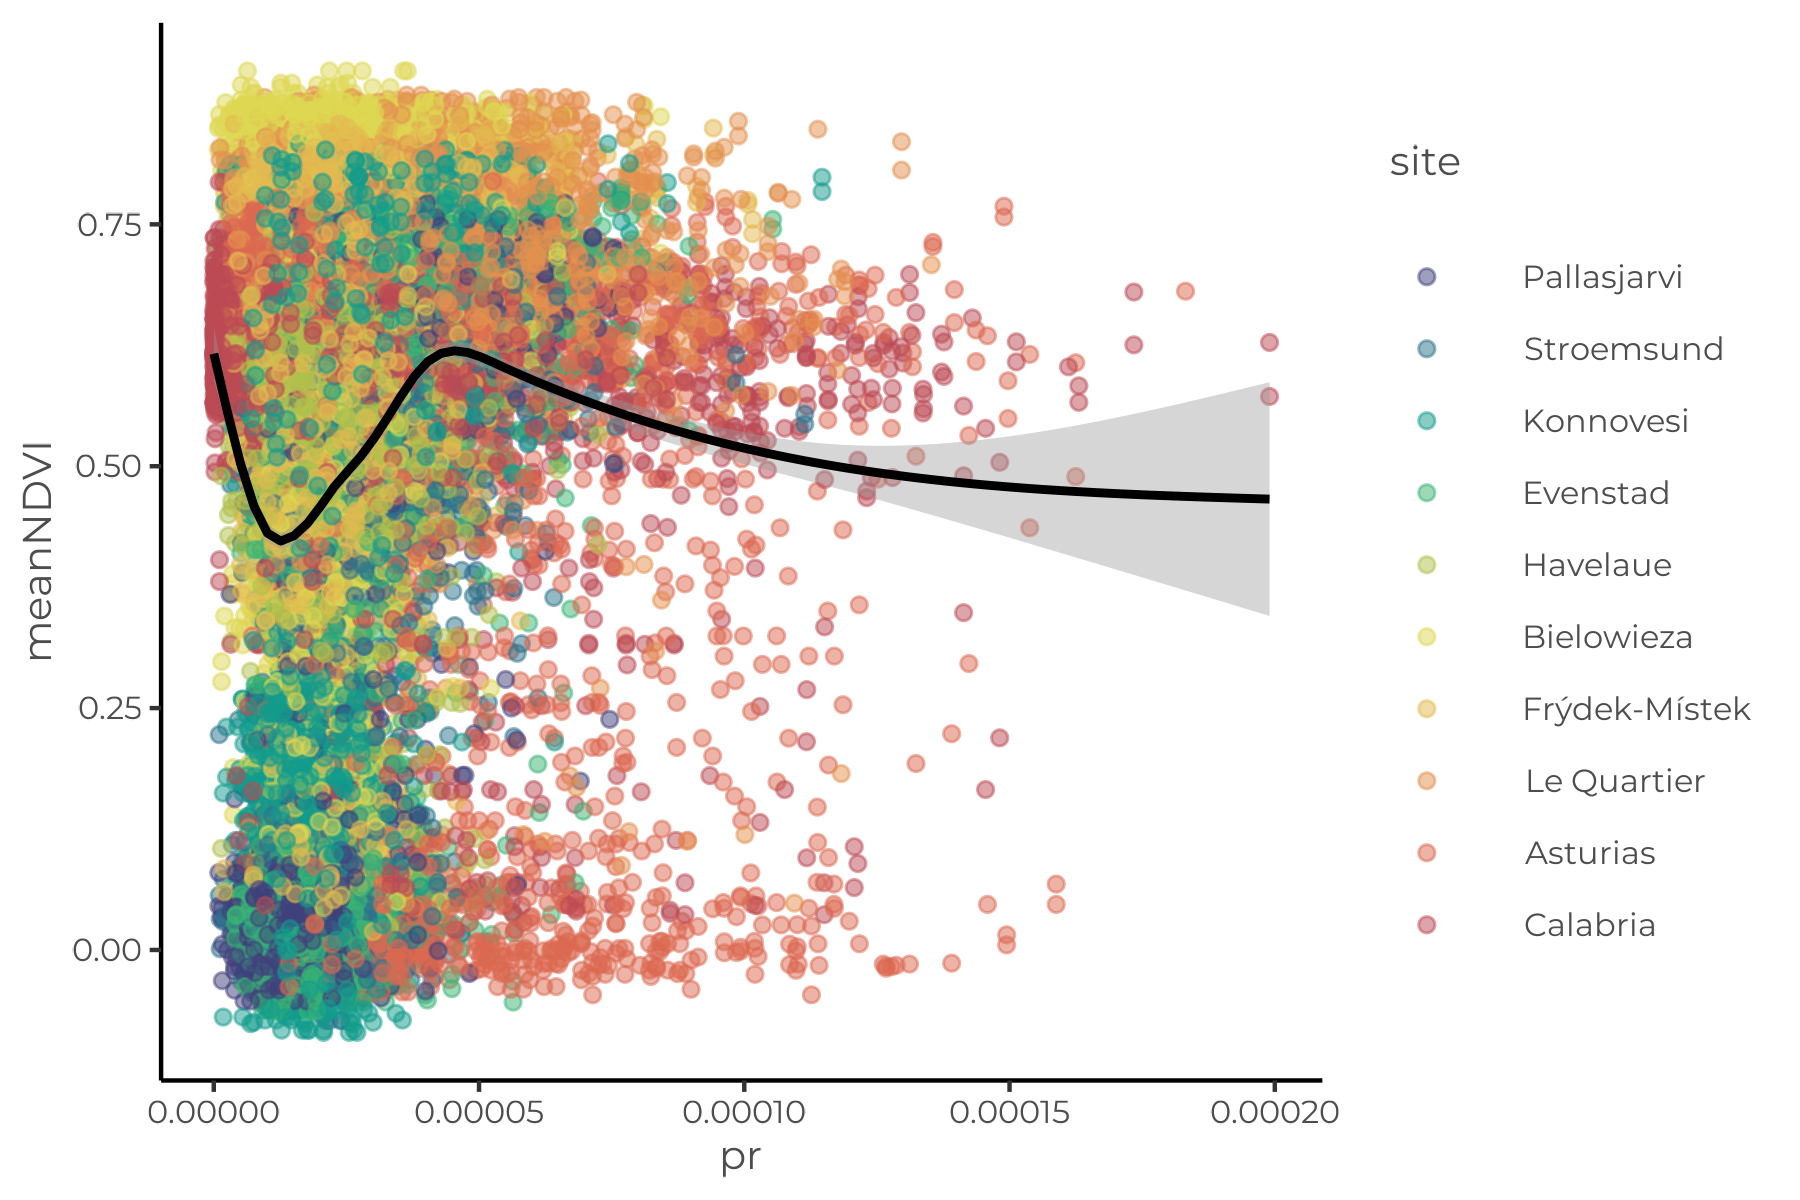 meanNDVI
0.75
0.50
0.25
0.00
0.00000 0.00005 0.00010 0.00015 0.00020
pr
site
Pallasjarvi
Stroemsund
Konnovesi
Evenstad
Havelaue
Bielowieza
Frýdek-Místek
Le Quartier
Asturias
Calabria